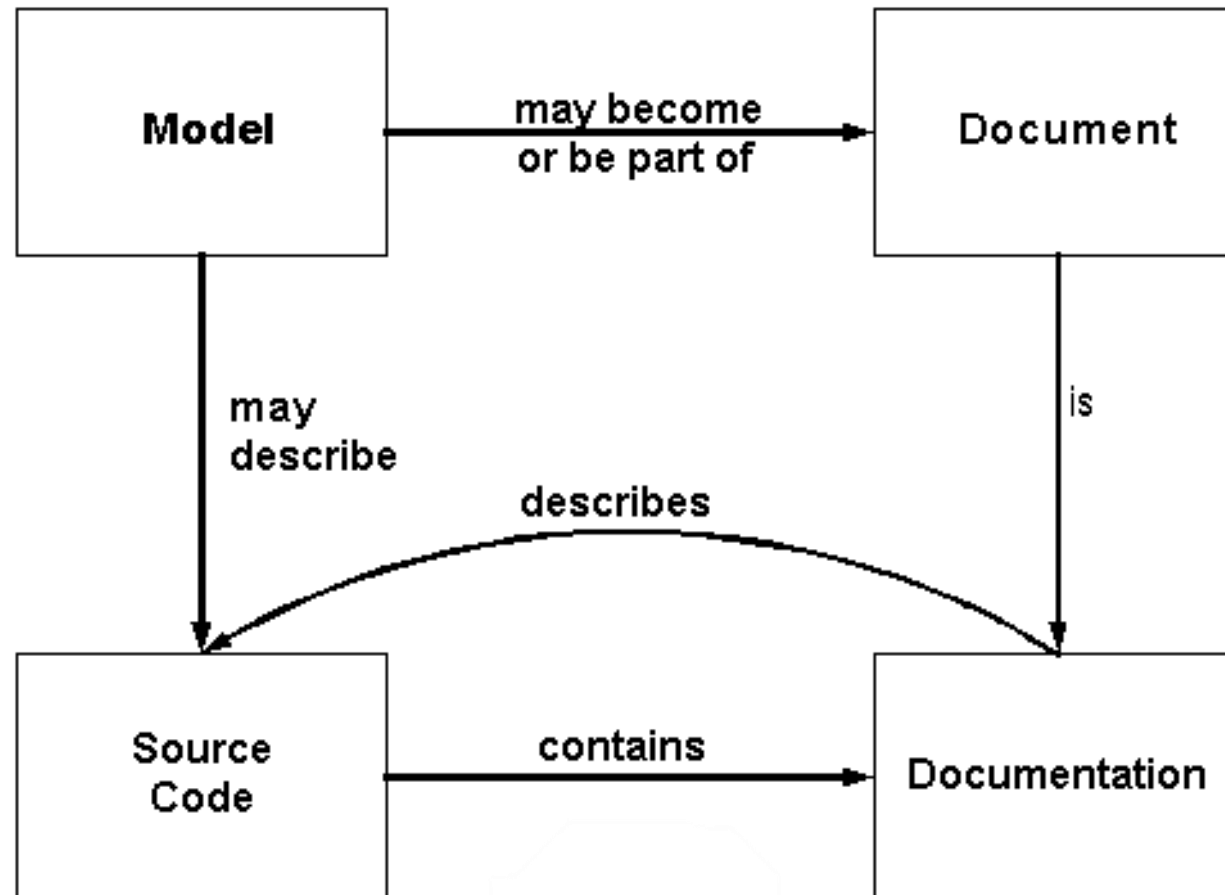 Model
may become
or be part of
Document
may
describe
is
describes
Source
Code
contains
Documentation